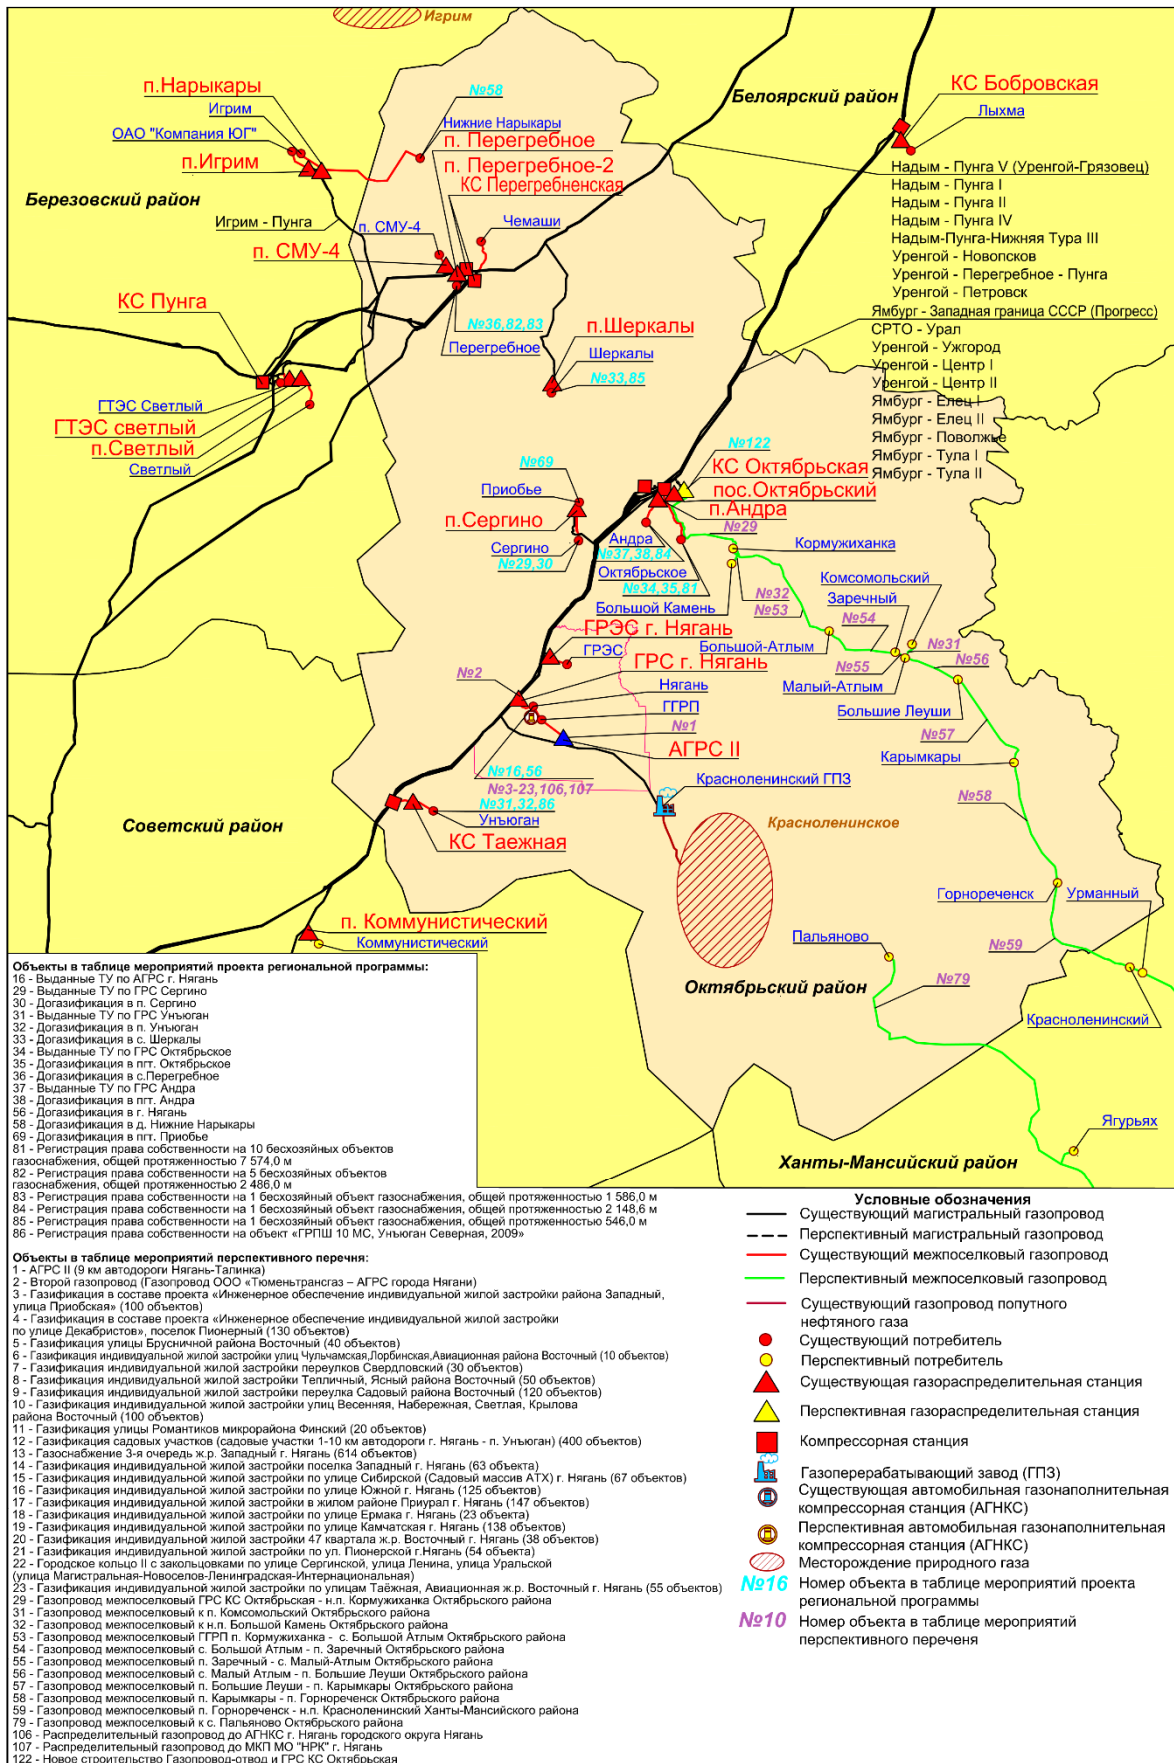 Игрим
п.Нарыкары
№58
Белоярский район
КС Бобровская
Игрим
Лыхма
ОАО "Компания ЮГ"
Нижние Нарыкары
п. Перегребное
п.Игрим
п. Перегребное-2
Надым - Пунга V (Уренгой-Грязовец)
КС Перегребненская
Надым - Пунга I
Березовский район
Надым - Пунга II
Игрим - Пунга
п. СМУ-4
Чемаши
Надым - Пунга IV
Надым-Пунга-Нижняя Тура III
п. СМУ-4
Уренгой - Новопсков
Уренгой - Перегребное - Пунга
Уренгой - Петровск
КС Пунга
Ямбург - Западная граница СССР (Прогресс)
№36,82,83
п.Шеркалы
СРТО - Урал
Перегребное
Шеркалы
Уренгой - Ужгород
Уренгой - Центр I
№33,85
Уренгой - Центр II
ГТЭС Светлый
Ямбург - Елец I
ГТЭС светлый
Ямбург - Елец II
п.Светлый
Ямбург - Поволжье
№122
Светлый
Ямбург - Тула I
№69
КС Октябрьская
Ямбург - Тула II
Приобье
пос.Октябрьский
п.Сергино
п.Андра
№29
Андра
Кормужиханка
Сергино
№37,38,84
№29,30
Октябрьское
Комсомольский
№34,35,81
Заречный
Большой Камень
№32
№53
№54
ГРЭС г. Нягань
Большой-Атлым
№31
ГРЭС
ГРС г. Нягань
№55
№56
№2
Малый-Атлым
Нягань
Большие Леуши
ГГРП
№1
№57
АГРС II
Карымкары
№16,56
Красноленинский ГПЗ
№3-23,106,107
№58
№31,32,86
Советский район
Унъюган
Красноленинское
КС Таежная
Горнореченск
Урманный
п. Коммунистический
Пальяново
Коммунистический
№59
№79
Октябрьский район
Красноленинский
Ягурьях
Ханты-Мансийский район
Объекты в таблице мероприятий проекта региональной программы:
16 - Выданные ТУ по АГРС г. Нягань
29 - Выданные ТУ по ГРС Сергино
30 - Догазификация в п. Сергино
31 - Выданные ТУ по ГРС Унъюган
32 - Догазификация в п. Унъюган
33 - Догазификация в с. Шеркалы
34 - Выданные ТУ по ГРС Октябрьское
35 - Догазификация в пгт. Октябрьское
36 - Догазификация в с.Перегребное
37 - Выданные ТУ по ГРС Андра
38 - Догазификация в пгт. Андра
56 - Догазификация в г. Нягань
58 - Догазификация в д. Нижние Нарыкары
69 - Догазификация в пгт. Приобье
81 - Регистрация права собственности на 10 бесхозяйных объектов
газоснабжения, общей протяженностью 7 574,0 м
82 - Регистрация права собственности на 5 бесхозяйных объектов
газоснабжения, общей протяженностью 2 486,0 м
83 - Регистрация права собственности на 1 бесхозяйный объект газоснабжения, общей протяженностью 1 586,0 м
84 - Регистрация права собственности на 1 бесхозяйный объект газоснабжения, общей протяженностью 2 148,6 м
85 - Регистрация права собственности на 1 бесхозяйный объект газоснабжения, общей протяженностью 546,0 м
86 - Регистрация права собственности на объект «ГРПШ 10 МС, Унъюган Северная, 2009»
Объекты в таблице мероприятий перспективного перечня:
1 - АГРС II (9 км автодороги Нягань-Талинка)
2 - Второй газопровод (Газопровод ООО «Тюменьтрансгаз – АГРС города Нягани)
3 - Газификация в составе проекта «Инженерное обеспечение индивидуальной жилой застройки района Западный,
улица Приобская» (100 объектов)
4 - Газификация в составе проекта «Инженерное обеспечение индивидуальной жилой застройки
по улице Декабристов», поселок Пионерный (130 объектов)
5 - Газификация улицы Брусничной района Восточный (40 объектов)
6 - Газификация индивидуальной жилой застройки улиц Чульчамская,Лорбинская,Авиационная района Восточный (10 объектов)
7 - Газификация индивидуальной жилой застройки переулков Свердловский (30 объектов)
8 - Газификация индивидуальной жилой застройки Тепличный, Ясный района Восточный (50 объектов)
9 - Газификация индивидуальной жилой застройки переулка Садовый района Восточный (120 объектов)
10 - Газификация индивидуальной жилой застройки улиц Весенняя, Набережная, Светлая, Крылова
района Восточный (100 объектов)
11 - Газификация улицы Романтиков микрорайона Финский (20 объектов)
12 - Газификация садовых участков (садовые участки 1-10 км автодороги г. Нягань - п. Унъюган) (400 объектов)
13 - Газоснабжение 3-я очередь ж.р. Западный г. Нягань (614 объектов)
14 - Газификация индивидуальной жилой застройки поселка Западный г. Нягань (63 объекта)
15 - Газификация индивидуальной жилой застройки по улице Сибирской (Садовый массив АТХ) г. Нягань (67 объектов)
16 - Газификация индивидуальной жилой застройки по улице Южной г. Нягань (125 объектов)
17 - Газификация индивидуальной жилой застройки в жилом районе Приурал г. Нягань (147 объектов)
18 - Газификация индивидуальной жилой застройки по улице Ермака г. Нягань (23 объекта)
19 - Газификация индивидуальной жилой застройки по улице Камчатская г. Нягань (138 объектов)
20 - Газификация индивидуальной жилой застройки 47 квартала ж.р. Восточный г. Нягань (38 объектов)
21 - Газификация индивидуальной жилой застройки по ул. Пионерской г.Нягань (54 объекта)
22 - Городское кольцо II с закольцовками по улице Сергинской, улица Ленина, улица Уральской
(улица Магистральная-Новоселов-Ленинградская-Интернациональная)
23 - Газификация индивидуальной жилой застройки по улицам Таёжная, Авиационная ж.р. Восточный г. Нягань (55 объектов)
29 - Газопровод межпоселковый ГРС КС Октябрьская - н.п. Кормужиханка Октябрьского района
31 - Газопровод межпоселковый к п. Комсомольский Октябрьского района
32 - Газопровод межпоселковый к н.п. Большой Камень Октябрьского района
53 - Газопровод межпоселковый ГГРП п. Кормужиханка - с. Большой Атлым Октябрьского района
54 - Газопровод межпоселковый с. Большой Атлым - п. Заречный Октябрьского района
55 - Газопровод межпоселковый п. Заречный - с. Малый-Атлым Октябрьского района
56 - Газопровод межпоселковый с. Малый Атлым - п. Большие Леуши Октябрьского района
57 - Газопровод межпоселковый п. Большие Леуши - п. Карымкары Октябрьского района
58 - Газопровод межпоселковый п. Карымкары - п. Горнореченск Октябрьского района
59 - Газопровод межпоселковый п. Горнореченск - н.п. Красноленинский Ханты-Мансийского района
79 - Газопровод межпоселковый к с. Пальяново Октябрьского района
106 - Распределительный газопровод до АГНКС г. Нягань городского округа Нягань
107 - Распределительный газопровод до МКП МО "НРК" г. Нягань
122 - Новое строительство Газопровод-отвод и ГРС КС Октябрьская
Условные обозначения
Существующий магистральный газопровод
Перспективный магистральный газопровод
Существующий межпоселковый газопровод
Перспективный межпоселковый газопровод
Существующий газопровод попутного
нефтяного газа
Существующий потребитель
Перспективный потребитель
Существующая газораспределительная станция
Перспективная газораспределительная станция
Компрессорная станция
Газоперерабатывающий завод (ГПЗ)
Существующая автомобильная газонаполнительная
компрессорная станция (АГНКС)
Перспективная автомобильная газонаполнительная
компрессорная станция (АГНКС)
Месторождение природного газа
№16 Номер объекта в таблице мероприятий проекта
региональной программы
№10 Номер объекта в таблице мероприятий
перспективного переченя